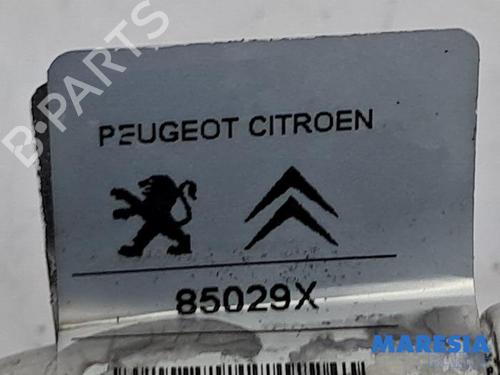 B-PARTS
PEUGEOT CITROEN
85029X
MARESIA